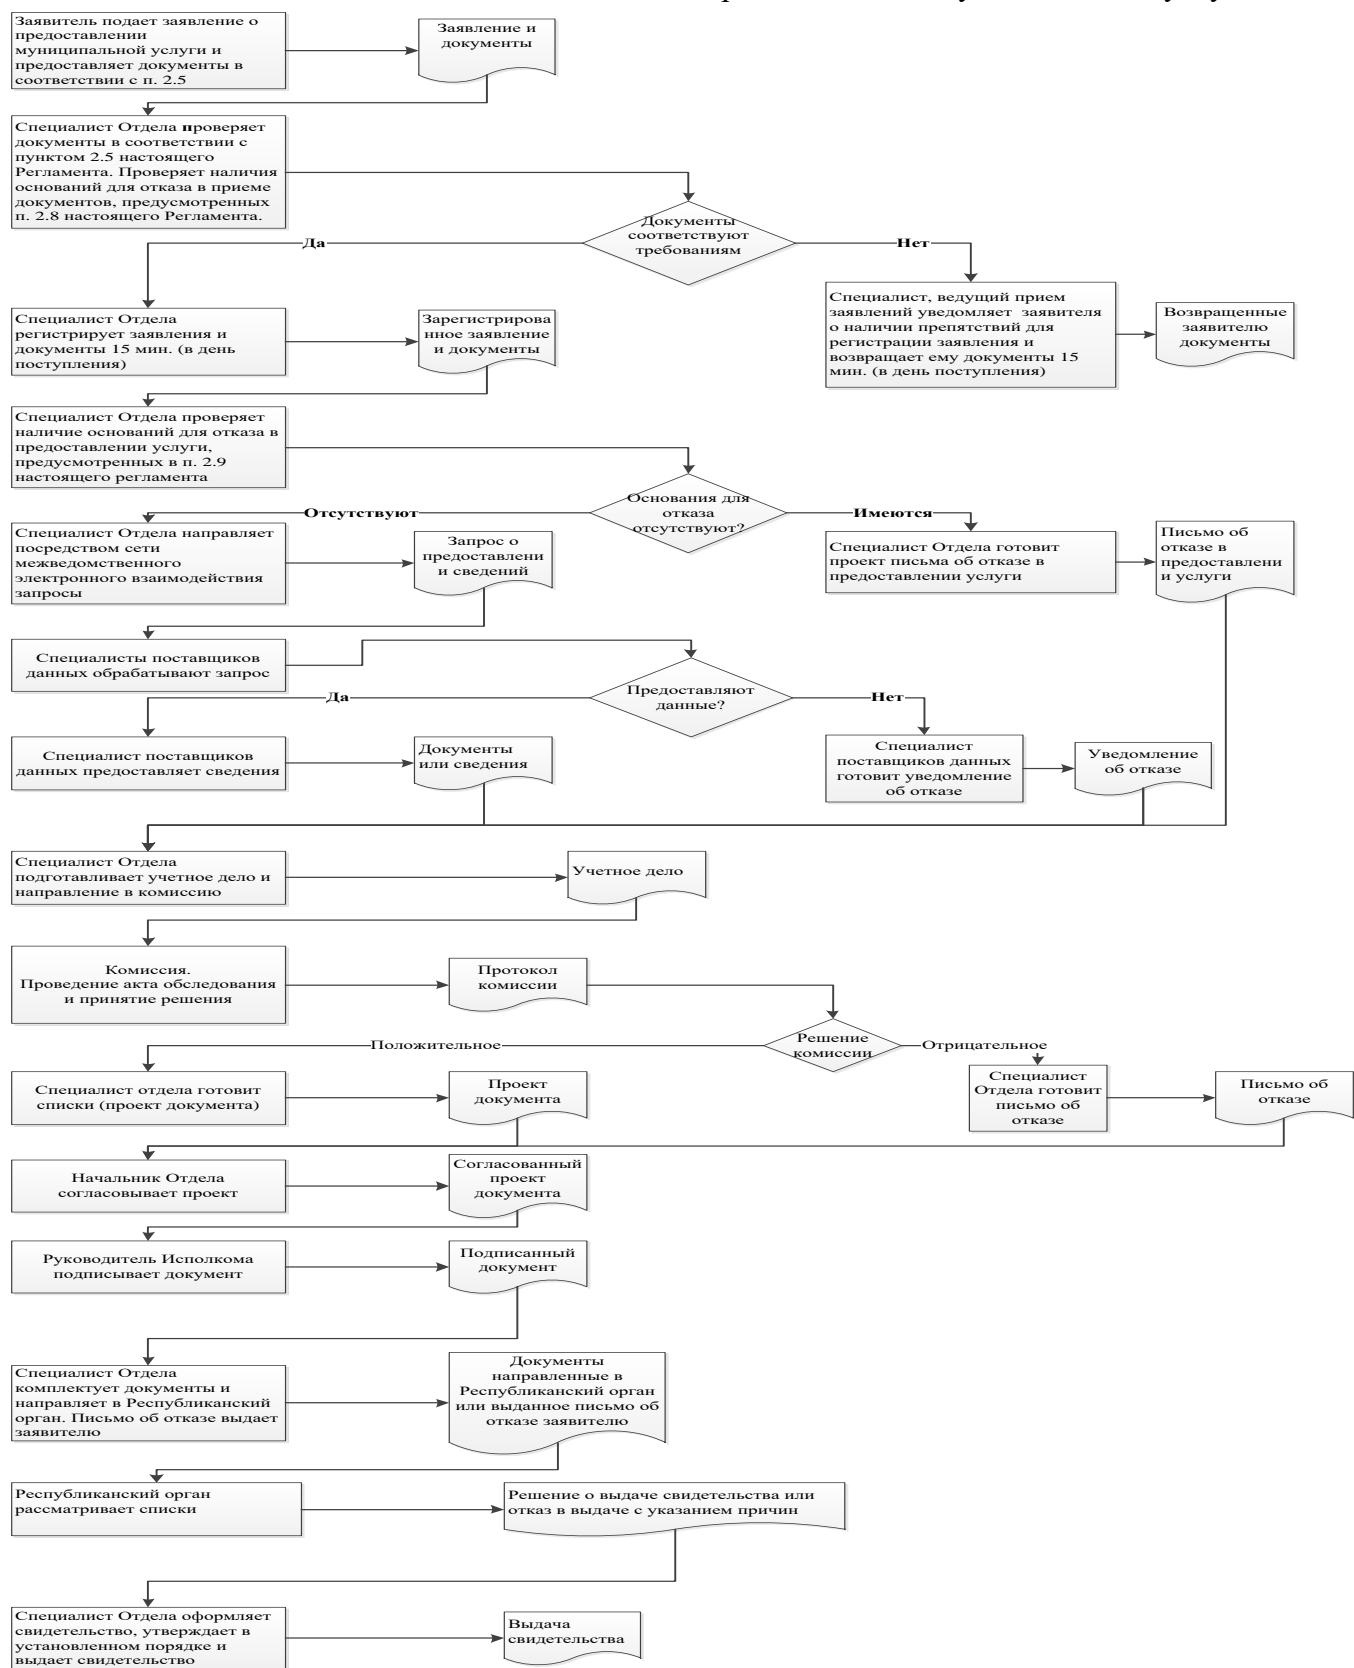 Заявитель подает заявление о
предоставлении
муниципальной услуги и
предоставляет документы в
соответствии с п. 2.5
Заявление и
документы
Специалист Отдела проверяет
документы в соответствии с
пунктом 2.5 настоящего
Регламента. Проверяет наличия
оснований для отказа в приеме
документов, предусмотренных
п. 2.8 настоящего Регламента.
Документы
соответствуют
требованиям
Да
Нет
Специалист Отдела
регистрирует заявления и
документы 15 мин. (в день
поступления)
Зарегистрирова
нное заявление
и документы
Специалист, ведущий прием
заявлений уведомляет заявителя
о наличии препятствий для
регистрации заявления и
возвращает ему документы 15
мин. (в день поступления)
Возвращенные
заявителю
документы
Специалист Отдела проверяет
наличие оснований для отказа в
предоставлении услуги,
предусмотренных в п. 2.9
настоящего регламента
Основания для
отказа
отсутствуют?
Отсутствуют
Имеются
Специалист Отдела направляет
посредством сети
межведомственного
электронного взаимодействия
запросы
Запрос о
предоставлени
и сведений
Специалист Отдела готовит
проект письма об отказе в
предоставлении услуги
Письмо об
отказе в
предоставлени
и услуги
Специалисты поставщиков
данных обрабатывают запрос
Предоставляют
данные?
Да
Нет
Специалист поставщиков
данных предоставляет сведения
Документы
или сведения
Специалист
поставщиков данных
готовит уведомление
об отказе
Уведомление
об отказе
Специалист Отдела
подготавливает учетное дело и
направление в комиссию
Учетное дело
Комиссия.
Проведение акта обследования
и принятие решения
Протокол
комиссии
Решение
комиссии
Положительное
Отрицательное
Специалист отдела готовит
списки (проект документа)
Проект
документа
Специалист
Отдела готовит
письмо об
отказе
Письмо об
отказе
Начальник Отдела
согласовывает проект
Согласованный
проект
документа
Руководитель Исполкома
подписывает документ
Подписанный
документ
Специалист Отдела
комплектует документы и
направляет в Республиканский
орган. Письмо об отказе выдает
заявителю
Документы
направленные в
Республиканский орган
или выданное письмо об
отказе заявителю
Республиканский орган
рассматривает списки
Решение о выдаче свидетельства или
отказ в выдаче с указанием причин
Специалист Отдела оформляет
свидетельство, утверждает в
установленном порядке и
выдает свидетельство
Выдача
свидетельства